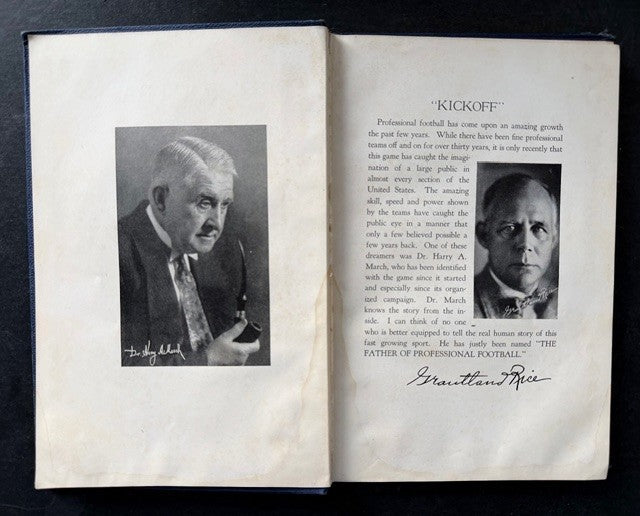 Dr. Harry March
"KICKOFF"
Professional football has come upon an amazing growth
the past few years. While there have been fine professional
teams off and on for over thirty years, it is only recently that
this game has caught the imagi-
nation of a large public in
almost every section of the
United States. The amazing
skill, speed and power shown
by the teams have caught the
public eye in a manner that
only a few believed possible a
few years back. One of these
dreamers was Dr. Harry A.
March, who has been identified
with the game since it started
and especially since its organ-
ized campaign. Dr. March
knows the story from the in-
side. I can think of no one
who is better equipped to tell the real human story of this
fast growing sport. He has justly been named "THE
FATHER OF PROFESSIONAL FOOTBALL."
Grantland Rice
Grantland Rice